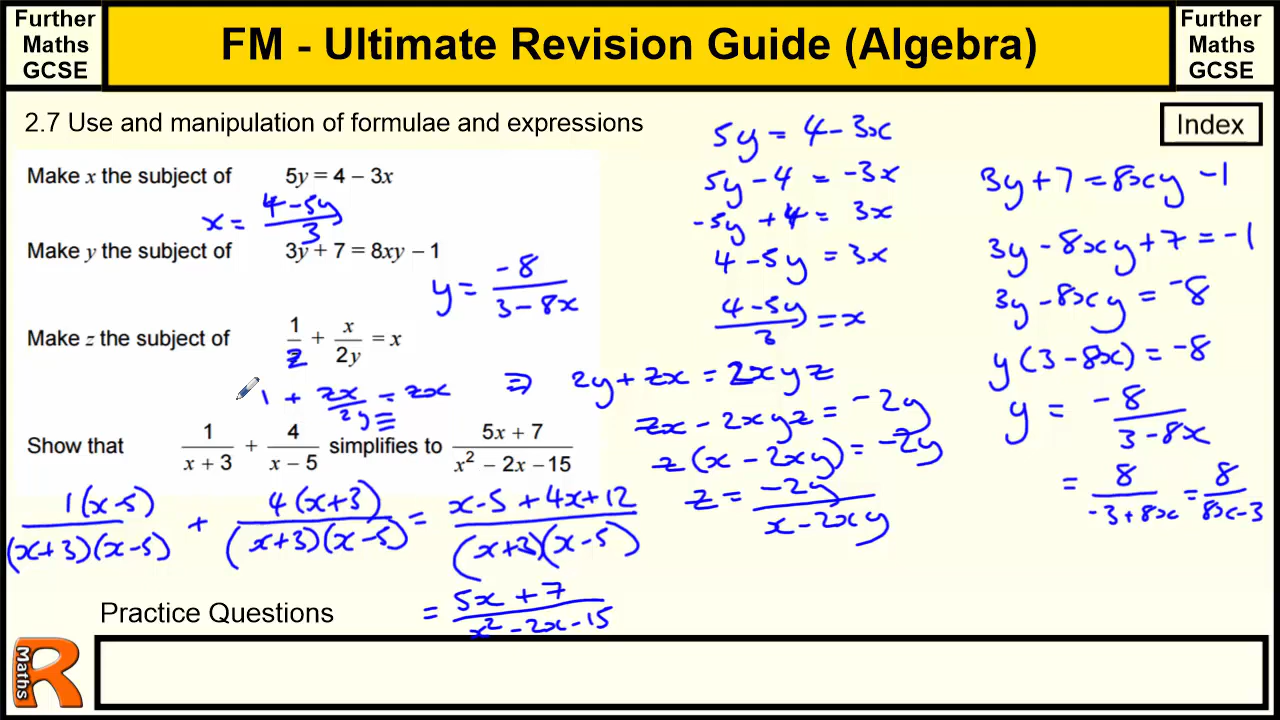 Further
Maths
GCSE
FM - Ultimate Revision Guide (Algebra)
Further
Maths
GCSE
2.7 Use and manipulation of formulae and expressions
Index
Make x the subject of 5y = 4 − 3x
x = (4 − 5y)/3
Make y the subject of 3y + 7 = 8xy − 1
y = −8/(3 − 8x)
Make z the subject of 1/z + x/2y = x
1 + zx/2y = zx
⇒ 2y + zx = 2xyz
zx − 2xyz = −2y
z(x − 2xy) = −2y
z = −2y/(x − 2xy)
5y = 4 − 3x
5y − 4 = −3x
−5y + 4 = 3x
4 − 5y = 3x
(4 − 5y)/3 = x
3y + 7 = 8xy − 1
3y − 8xy + 7 = −1
3y − 8xy = −8
y(3 − 8x) = −8
y = −8/(3 − 8x)
= 8/(−3 + 8x) = 8/(8x − 3)
Show that 1/(x + 3) + 4/(x − 5) simplifies to (5x + 7)/(x² − 2x − 15)
1(x − 5)/((x + 3)(x − 5)) + 4(x + 3)/((x + 3)(x − 5)) = (x − 5 + 4x + 12)/((x + 3)(x − 5))
= (5x + 7)/(x² − 2x − 15)
Practice Questions
R
Maths